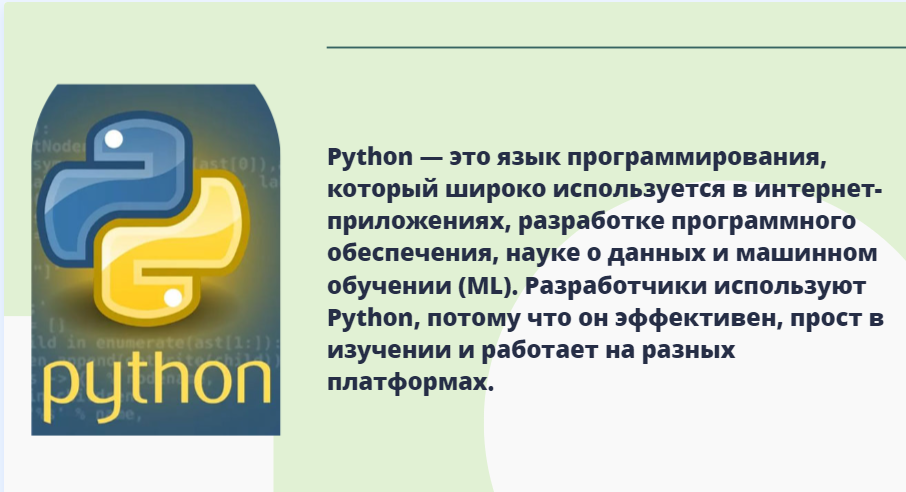 Python — это язык программирования,
который широко используется в интернет-
приложениях, разработке программного
обеспечения, науке о данных и машинном
обучении (ML). Разработчики используют
Python, потому что он эффективен, прост в
изучении и работает на разных
платформах.
python